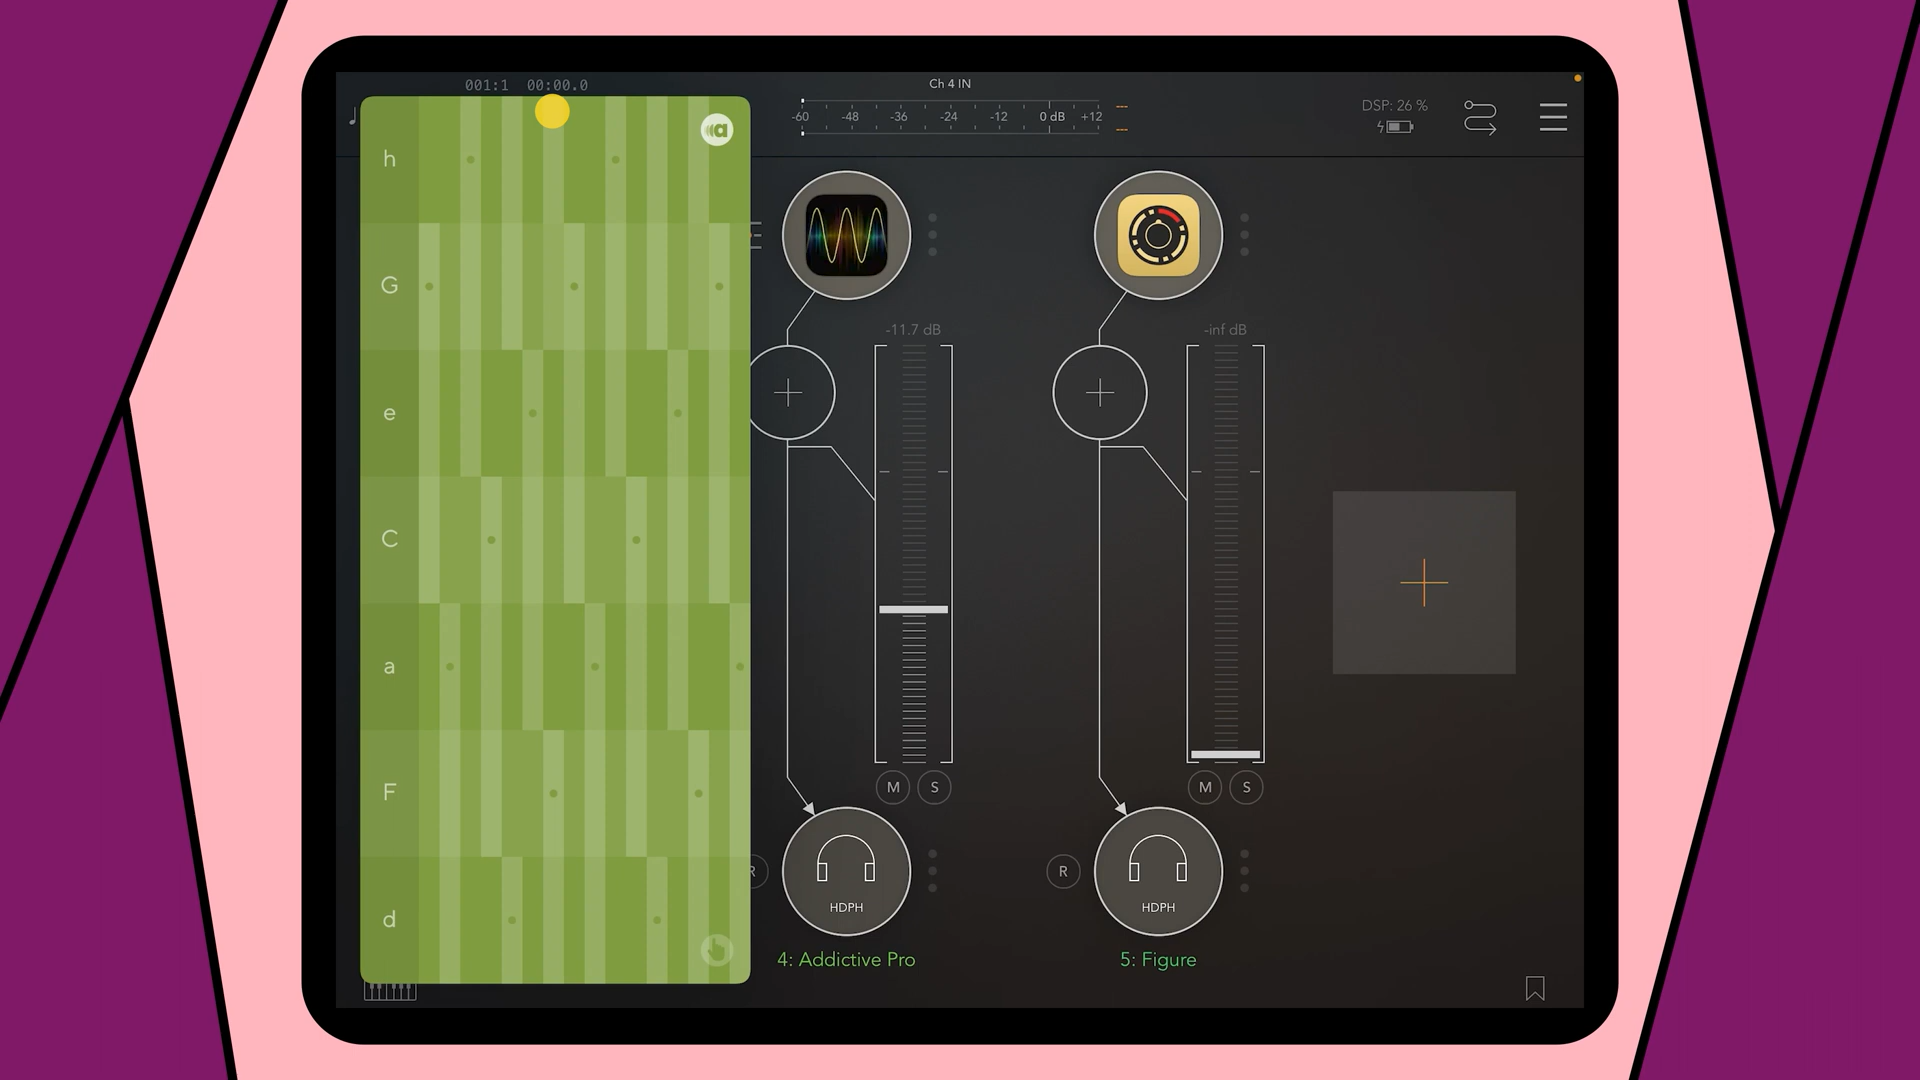 001:1 00:00.0
Ch 4 IN
-60 -48 -36 -24 -12 0 dB +12
DSP: 26 %
h
G
e
C
a
F
d
a
-11.7 dB
-inf dB
M S
M S
R
R
HDPH
HDPH
4: Addictive Pro
5: Figure